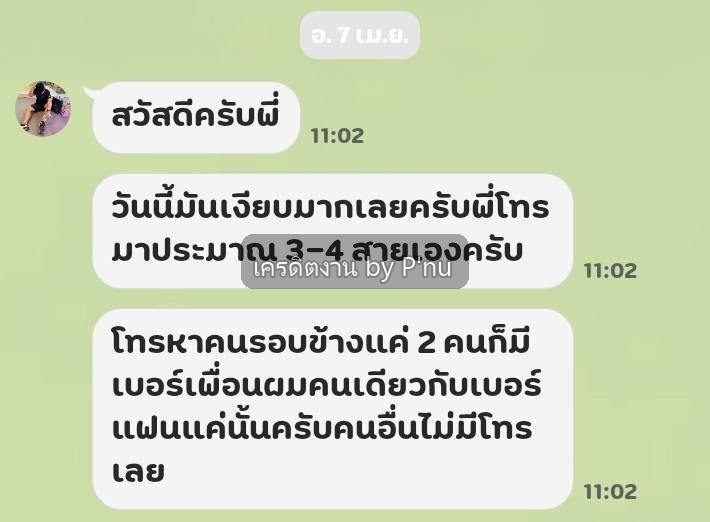 อ. 7 เม.ย.
สวัสดีครับพี่
11:02
วันนี้มันเงียบมากเลยครับพี่โทร
มาประมาณ 3-4 สายเองครับ
เครดิตงาน by P'nu
11:02
โทรหาคนรอบข้างแค่ 2 คนก็มี
เบอร์เพื่อนผมคนเดียวกับเบอร์
แฟนแค่นั้นครับคนอื่นไม่มีโทร
เลย
11:02